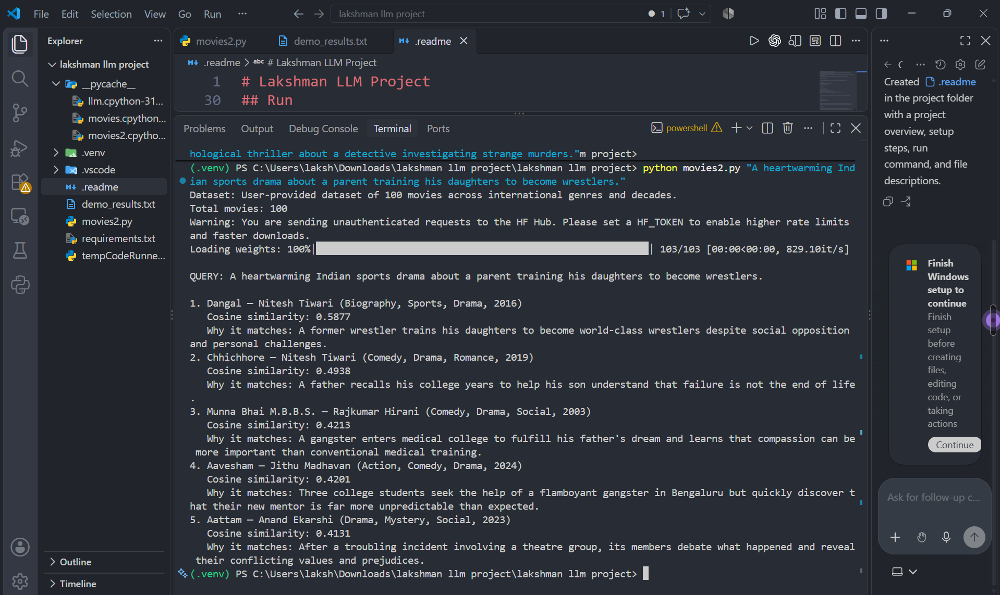 File Edit Selection View Go Run ···
lakshman llm project
1
Explorer ···
lakshman llm project
__pycache__
llm.cpython-31...
movies.cpython...
movies2.cpytho...
.venv
.vscode
.readme
demo_results.txt
movies2.py
requirements.txt
tempCodeRunne...
Outline
Timeline
movies2.py demo_results.txt .readme
.readme > abc # Lakshman LLM Project
1 # Lakshman LLM Project
30 ## Run
Problems Output Debug Console Terminal Ports
powershell
hological thriller about a detective investigating strange murders."m project>
(.venv) PS C:\Users\laksh\Downloads\lakshman llm project\lakshman llm project> python movies2.py "A heartwarming Ind
ian sports drama about a parent training his daughters to become wrestlers."
Dataset: User-provided dataset of 100 movies across international genres and decades.
Total movies: 100
Warning: You are sending unauthenticated requests to the HF Hub. Please set a HF_TOKEN to enable higher rate limits
and faster downloads.
Loading weights: 100%| | 103/103 [00:00<00:00, 829.10it/s]
QUERY: A heartwarming Indian sports drama about a parent training his daughters to become wrestlers.
1. Dangal — Nitesh Tiwari (Biography, Sports, Drama, 2016)
Cosine similarity: 0.5877
Why it matches: A former wrestler trains his daughters to become world-class wrestlers despite social opposition
and personal challenges.
2. Chhichhore — Nitesh Tiwari (Comedy, Drama, Romance, 2019)
Cosine similarity: 0.4938
Why it matches: A father recalls his college years to help his son understand that failure is not the end of life
.
3. Munna Bhai M.B.B.S. — Rajkumar Hirani (Comedy, Drama, Social, 2003)
Cosine similarity: 0.4213
Why it matches: A gangster enters medical college to fulfill his father's dream and learns that compassion can be
more important than conventional medical training.
4. Aavesham — Jithu Madhavan (Action, Comedy, Drama, 2024)
Cosine similarity: 0.4201
Why it matches: Three college students seek the help of a flamboyant gangster in Bengaluru but quickly discover t
hat their new mentor is far more unpredictable than expected.
5. Aattam — Anand Ekarshi (Drama, Mystery, Social, 2023)
Cosine similarity: 0.4131
Why it matches: After a troubling incident involving a theatre group, its members debate what happened and reveal
their conflicting values and prejudices.
(.venv) PS C:\Users\laksh\Downloads\lakshman llm project\lakshman llm project>
Created .readme
in the project folder
with a project
overview, setup
steps, run
command, and file
descriptions.
Finish
Windows
setup to
continue
Finish
setup
before
creating
files,
editing
code, or
taking
actions
Continue
Ask for follow-up c...